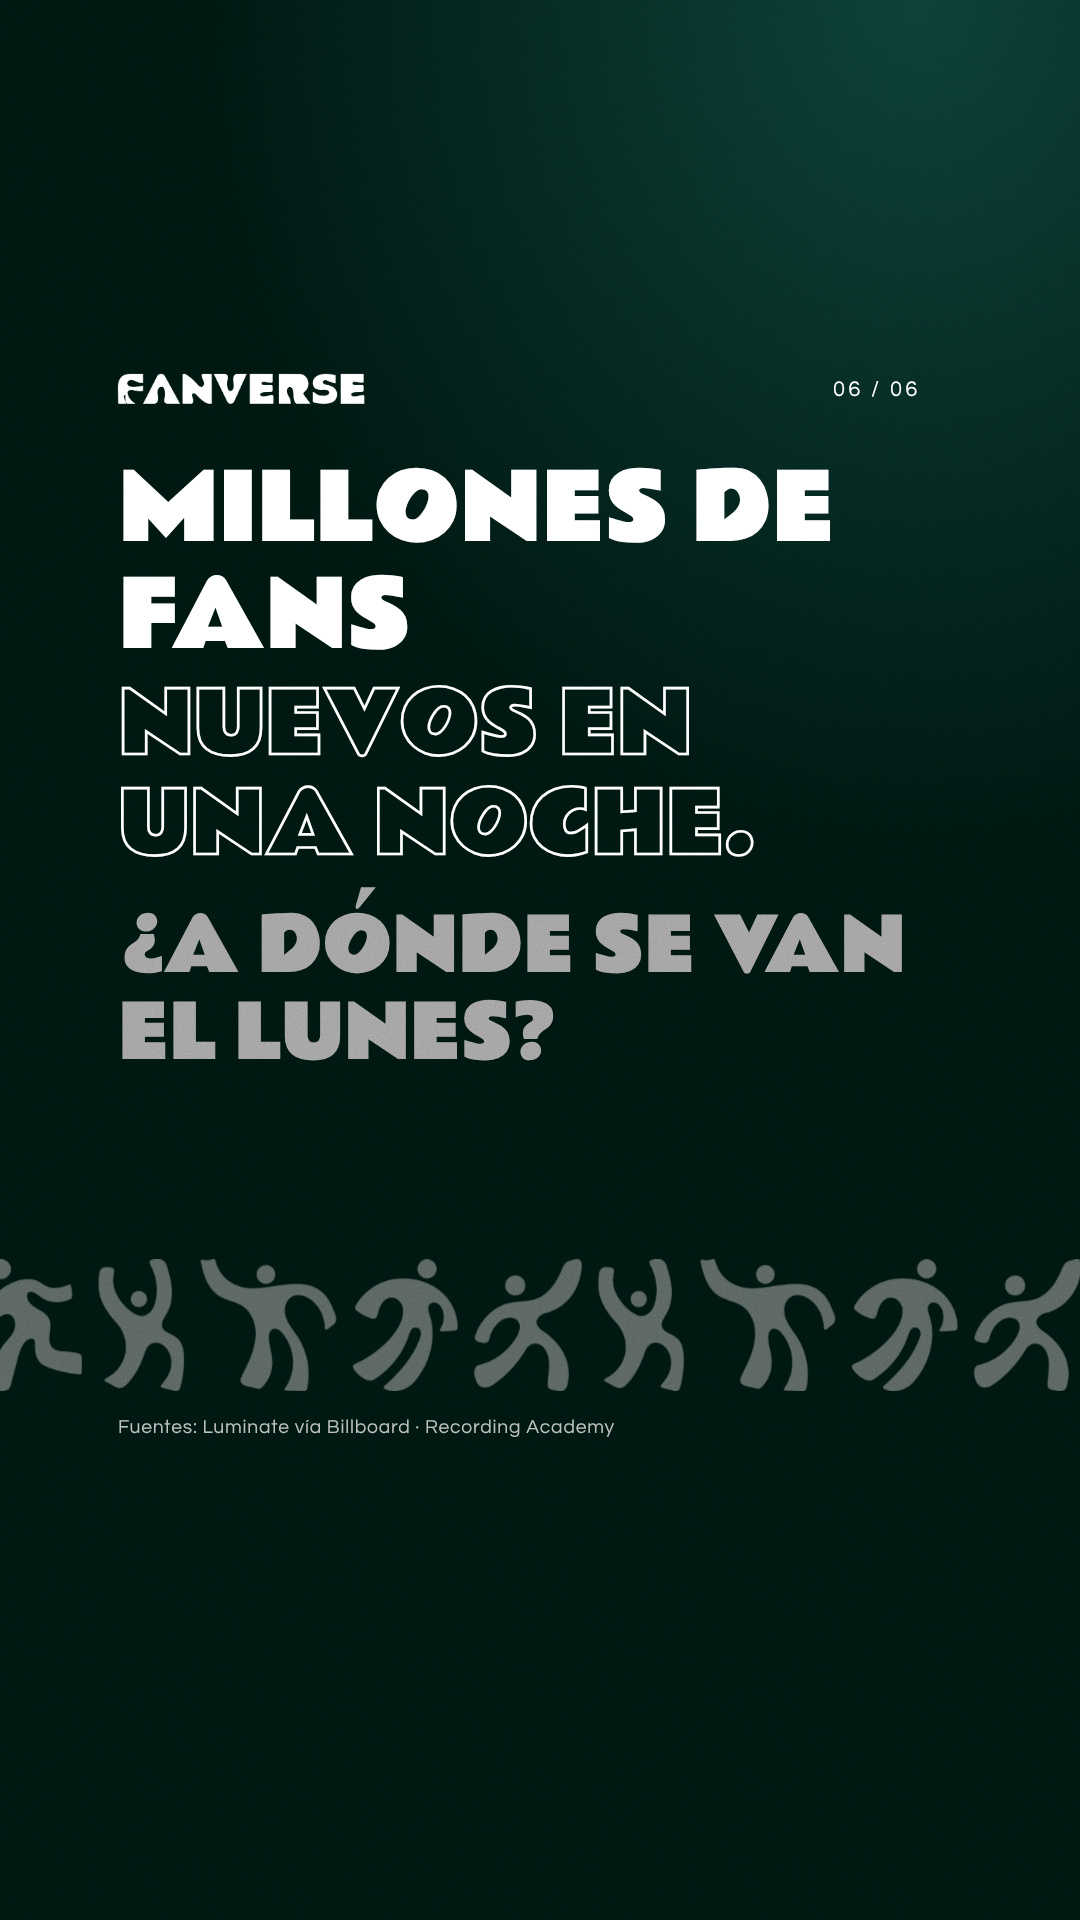 FANVERSE
06 / 06
MILLONES DE
FANS
NUEVOS EN
UNA NOCHE.
¿A DÓNDE SE VAN
EL LUNES?
Fuentes: Luminate vía Billboard · Recording Academy